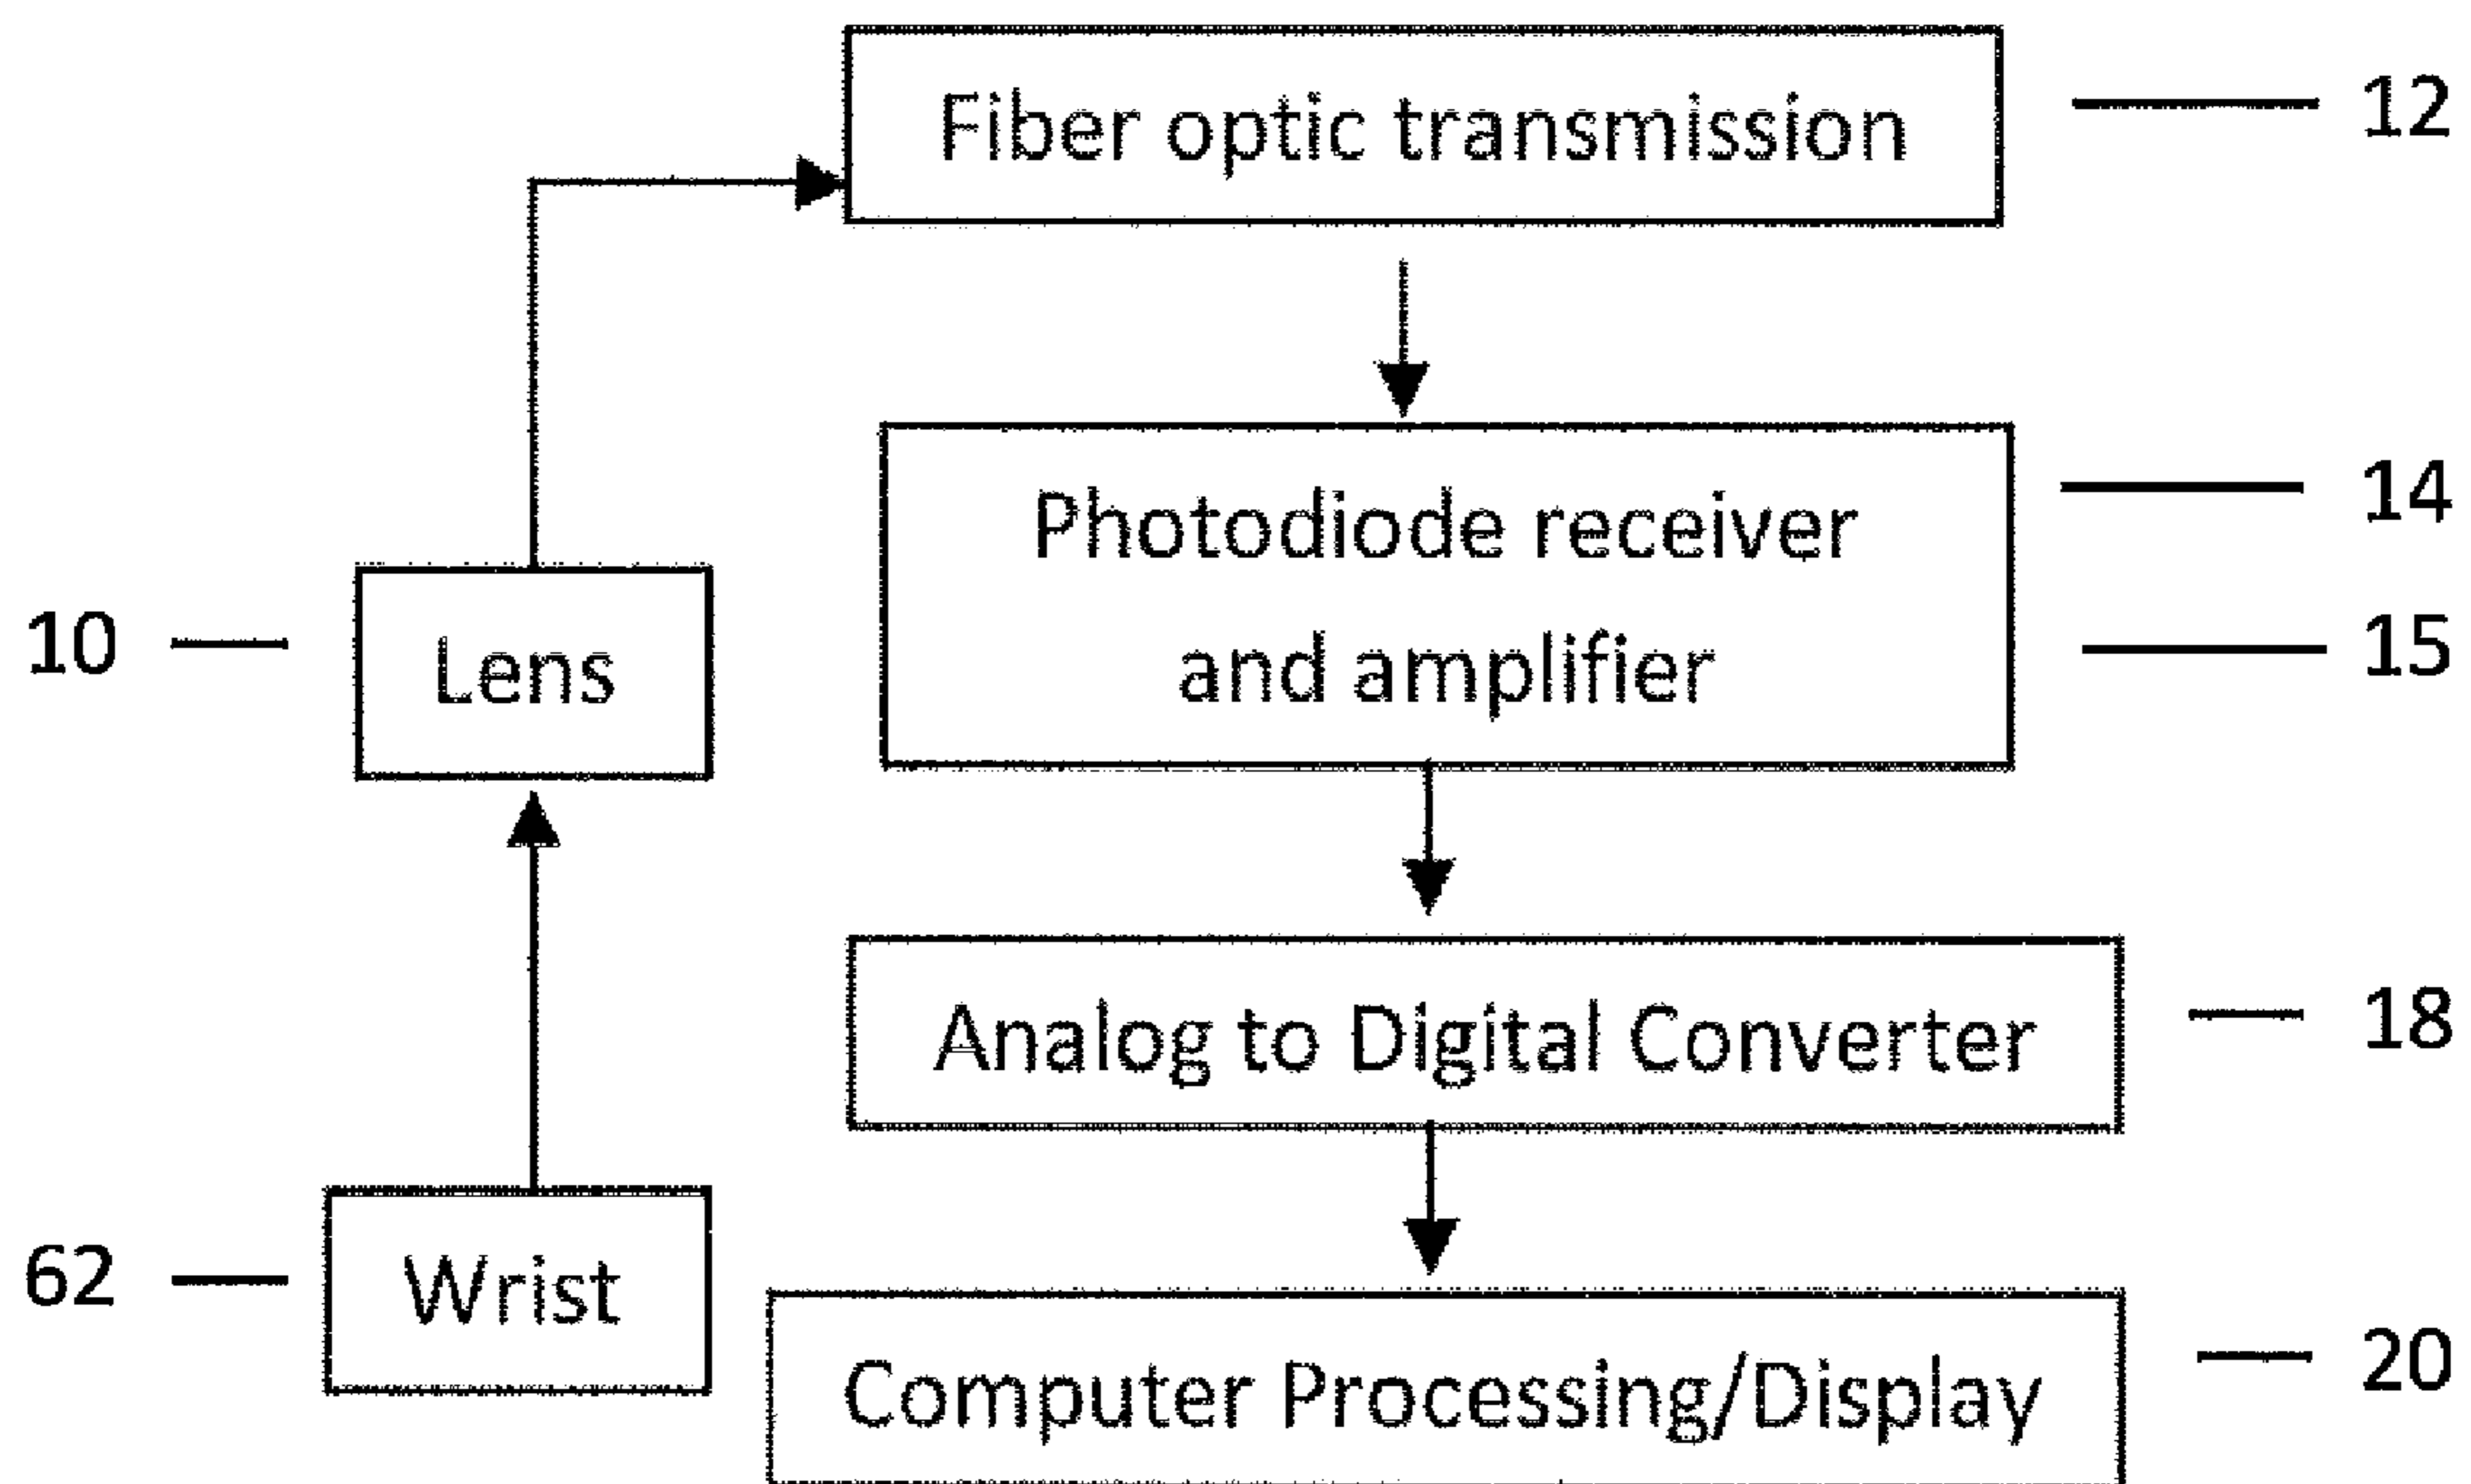 Fiber optic transmission
12
Photodiode receiver
and amplifier
14
15
10
Lens
Analog to Digital Converter
18
62
Wrist
Computer Processing/Display
20